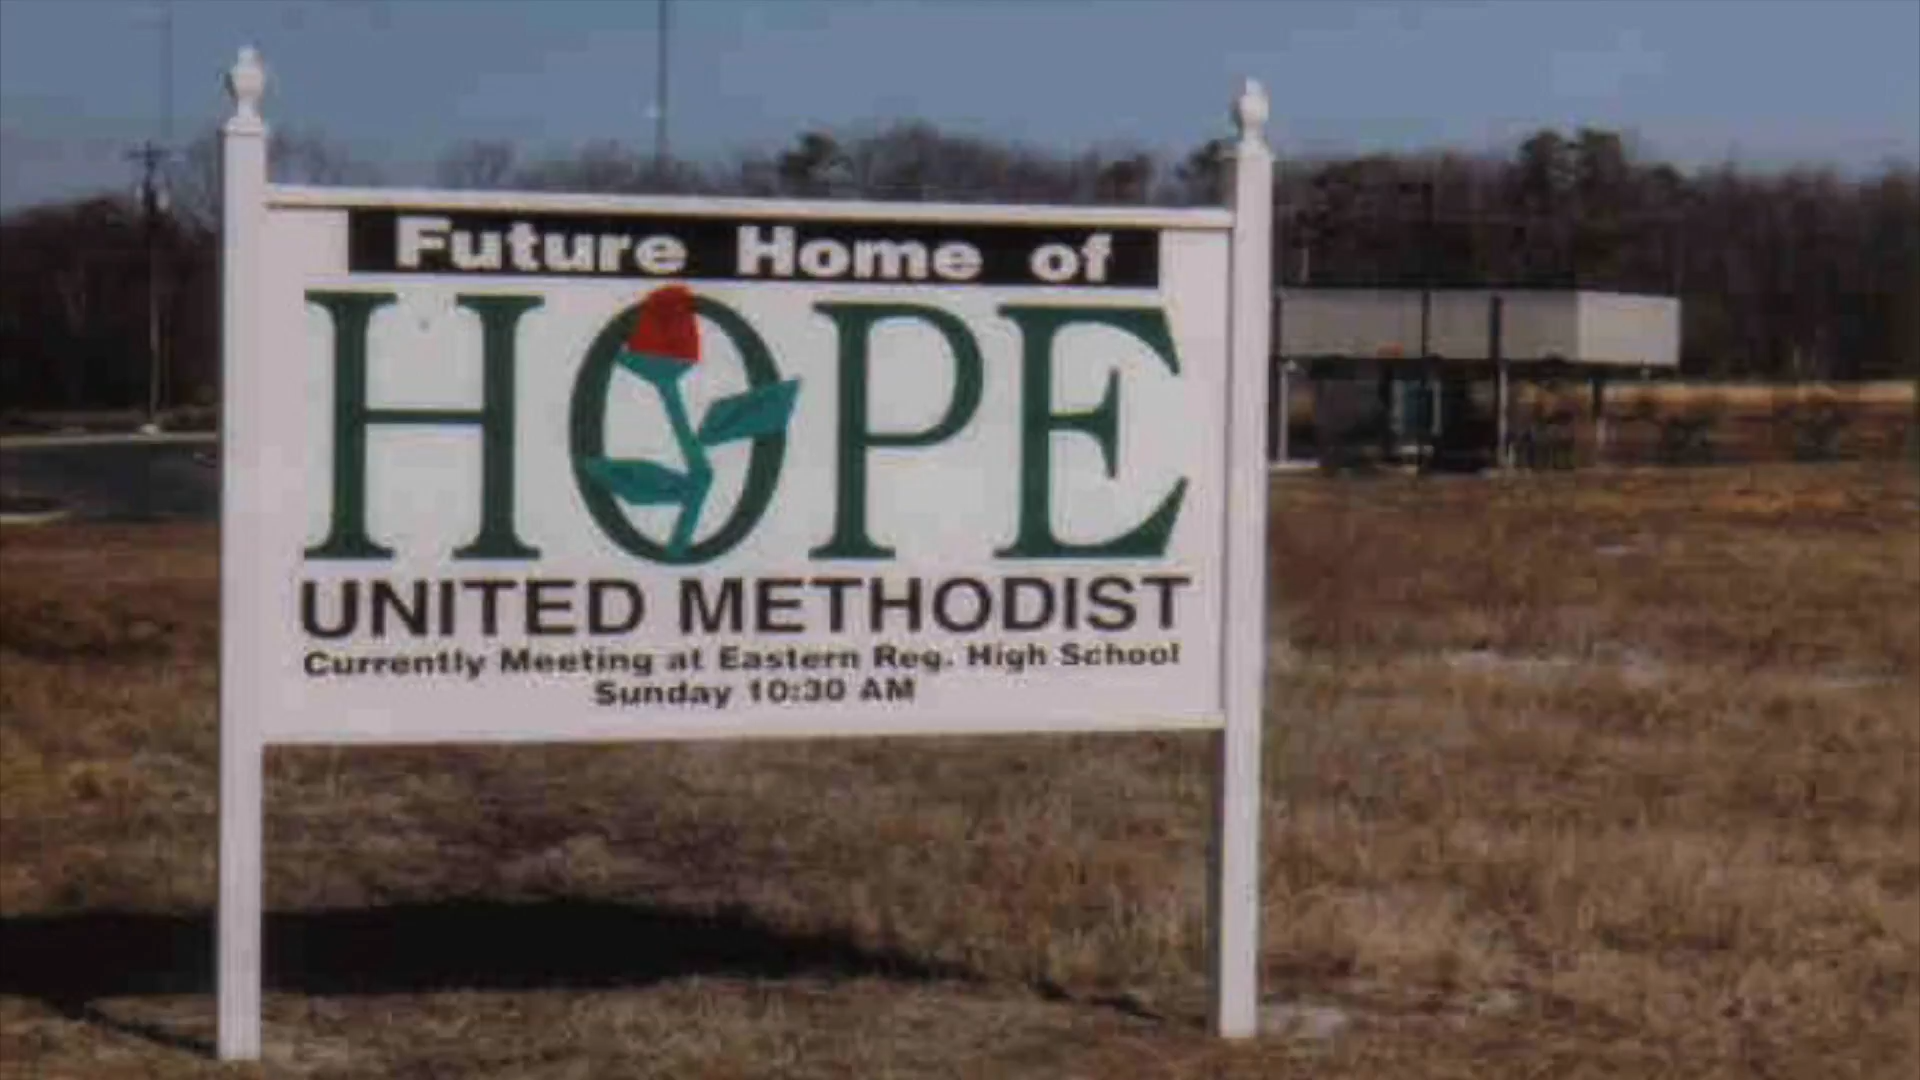 Future Home of
HOPE
UNITED METHODIST
Currently Meeting at Eastern Reg. High School
Sunday 10:30 AM